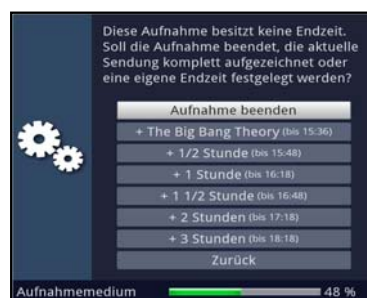 Diese Aufnahme besitzt keine Endzeit.
Soll die Aufnahme beendet, die aktuelle
Sendung komplett aufgezeichnet oder
eine eigene Endzeit festgelegt werden?
Aufnahme beenden
+ The Big Bang Theory (bis 15:36)
+ 1/2 Stunde (bis 15:48)
+ 1 Stunde (bis 16:18)
+ 1 1/2 Stunde (bis 16:48)
+ 2 Stunden (bis 17:18)
+ 3 Stunden (bis 18:18)
Zurück
Aufnahmemedium 48 %